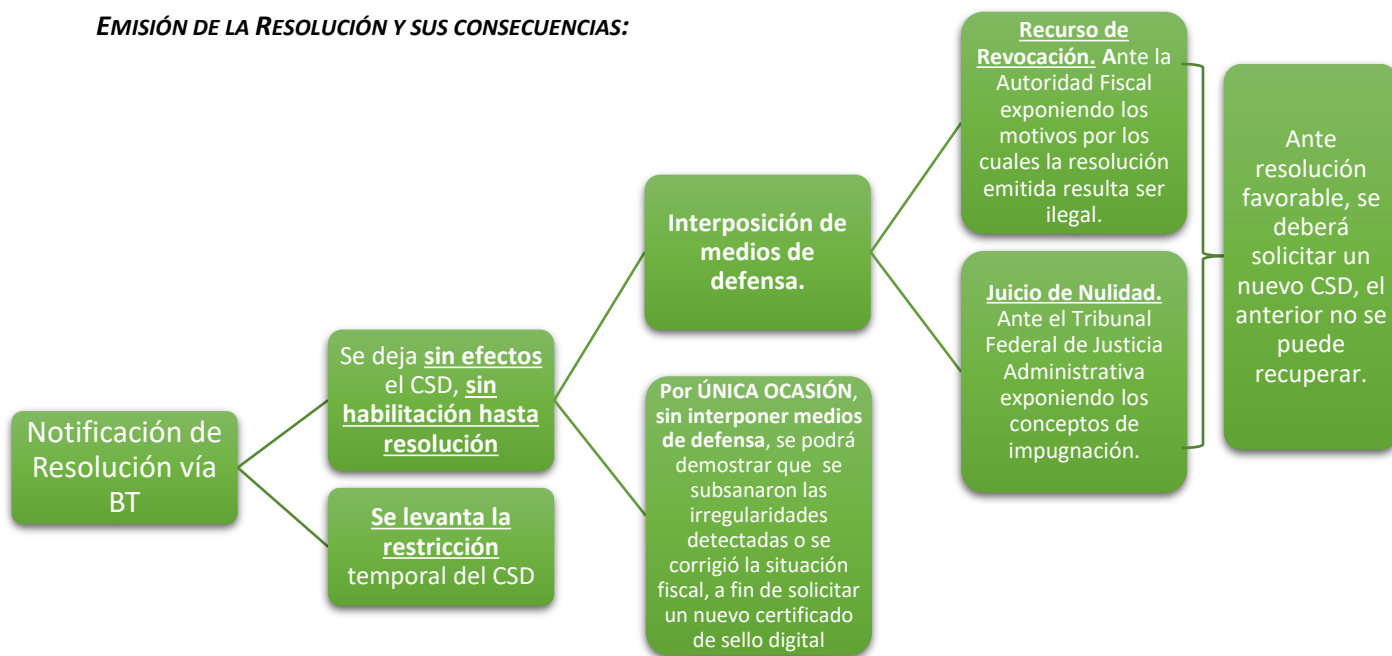 EMISIÓN DE LA RESOLUCIÓN Y SUS CONSECUENCIAS:
Notificación de
Resolución vía
BT
Se deja sin efectos
el CSD, sin
habilitación hasta
resolución
Se levanta la
restricción
temporal del CSD
Interposición de
medios de
defensa.
Por ÚNICA OCASIÓN,
sin interponer medios
de defensa, se podrá
demostrar que se
subsanaron las
irregularidades
detectadas o se
corrigió la situación
fiscal, a fin de solicitar
un nuevo certificado
de sello digital
Recurso de
Revocación. Ante la
Autoridad Fiscal
exponiendo los
motivos por los
cuales la resolución
emitida resulta ser
ilegal.
Juicio de Nulidad.
Ante el Tribunal
Federal de Justicia
Administrativa
exponiendo los
conceptos de
impugnación.
Ante
resolución
favorable, se
deberá
solicitar un
nuevo CSD, el
anterior no se
puede
recuperar.